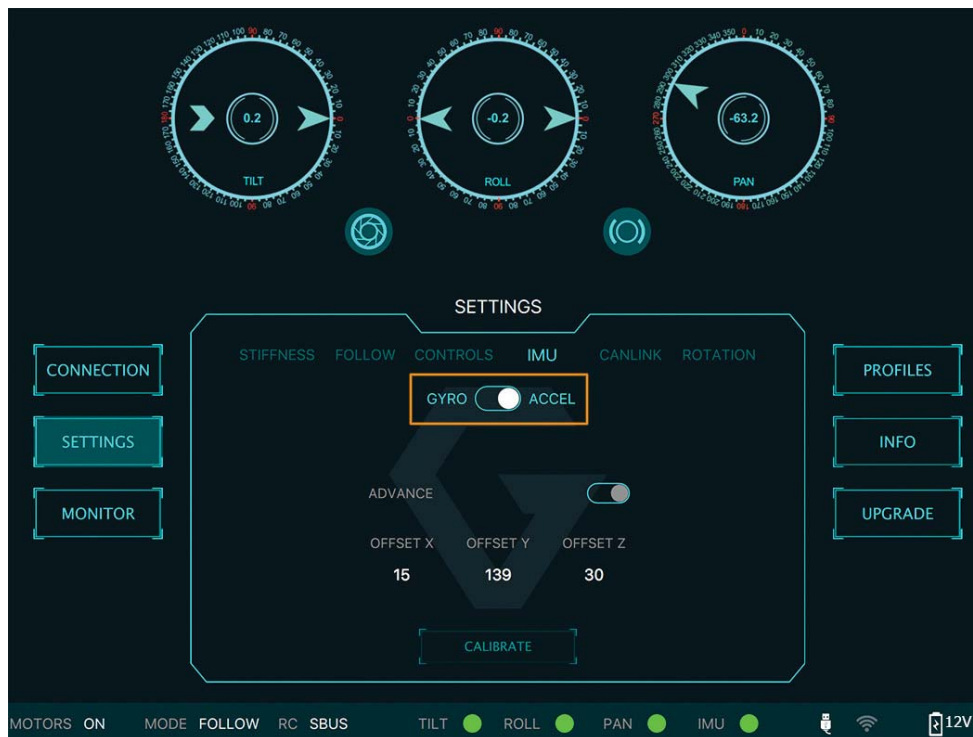 0.2 -0.2 -63.2
TILT ROLL PAN
SETTINGS
STIFFNESS FOLLOW CONTROLS IMU CANLINK ROTATION
CONNECTION PROFILES
GYRO ACCEL
SETTINGS INFO
ADVANCE
MONITOR UPGRADE
OFFSET X OFFSET Y OFFSET Z
15 139 30
CALIBRATE
MOTORS ON MODE FOLLOW RC SBUS TILT ROLL PAN IMU 12V